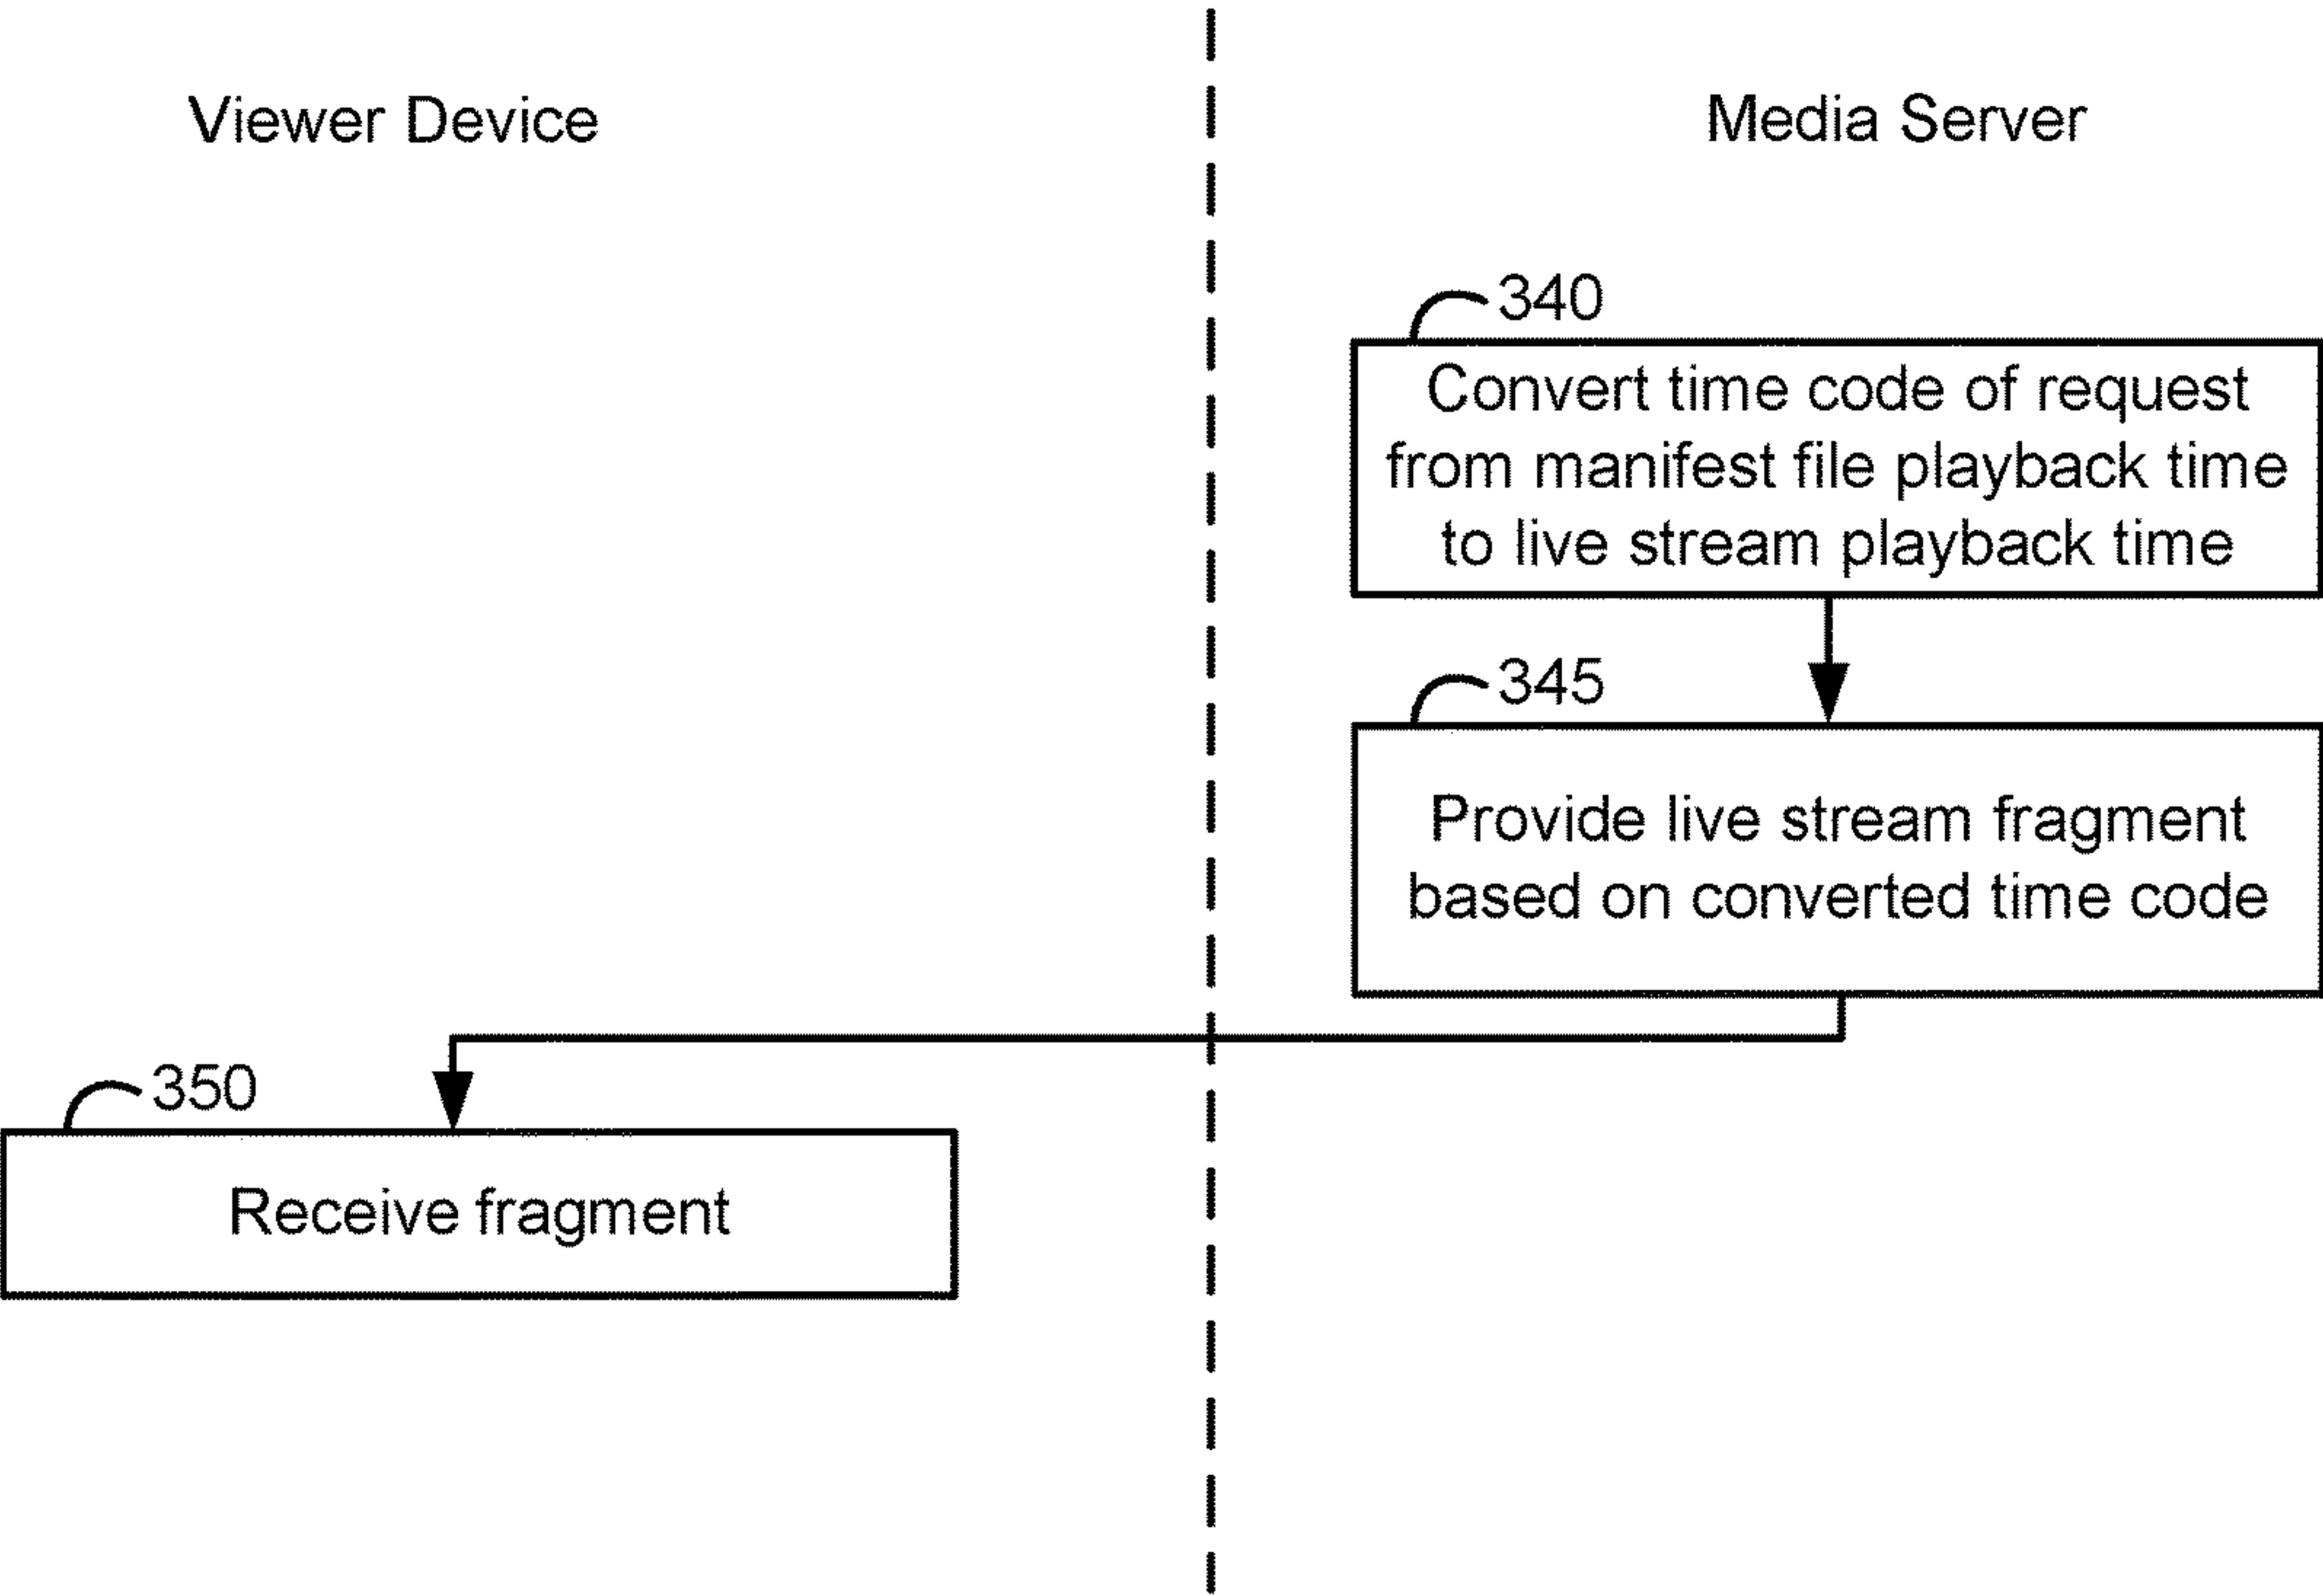 Viewer Device
Media Server
340
Convert time code of request
from manifest file playback time
to live stream playback time
345
Provide live stream fragment
based on converted time code
350
Receive fragment